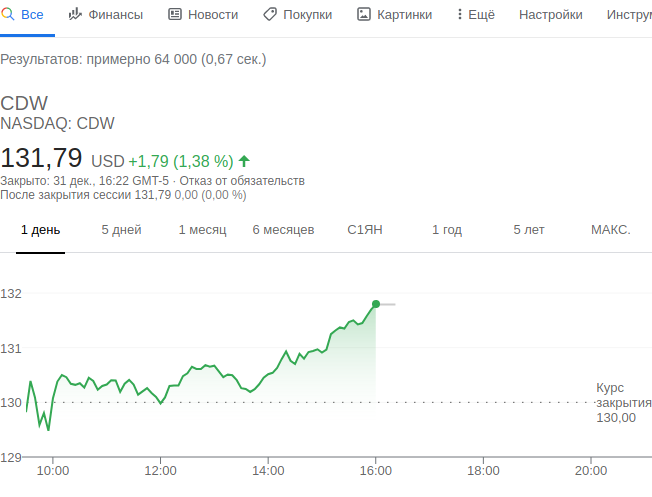 Все Финансы Новости Покупки Картинки Ещё Настройки Инструм
Результатов: примерно 64 000 (0,67 сек.)
CDW
NASDAQ: CDW
131,79 USD +1,79 (1,38 %)
Закрыто: 31 дек., 16:22 GMT-5 · Отказ от обязательств
После закрытия сессии 131,79 0,00 (0,00 %)
1 день 5 дней 1 месяц 6 месяцев С1ЯН 1 год 5 лет МАКС.
132
131
130
129
Курс
закрытия
130,00
10:00 12:00 14:00 16:00 18:00 20:00